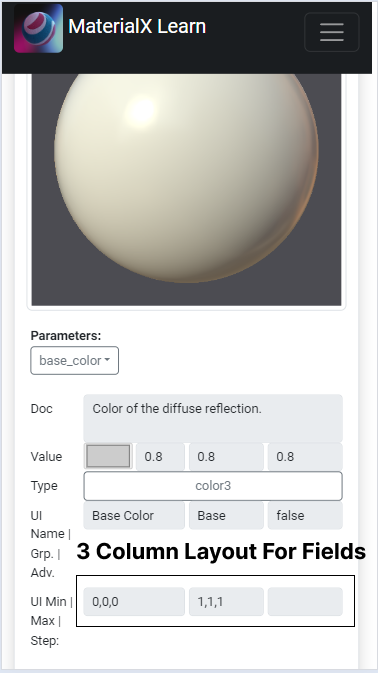 MaterialX Learn
Parameters:
base_color
Doc
Color of the diffuse reflection.
Value
0.8
0.8
0.8
Type
color3
UI
Name |
Grp. |
Adv.
Base Color
Base
false
3 Column Layout For Fields
UI Min |
Max |
Step:
0,0,0
1,1,1